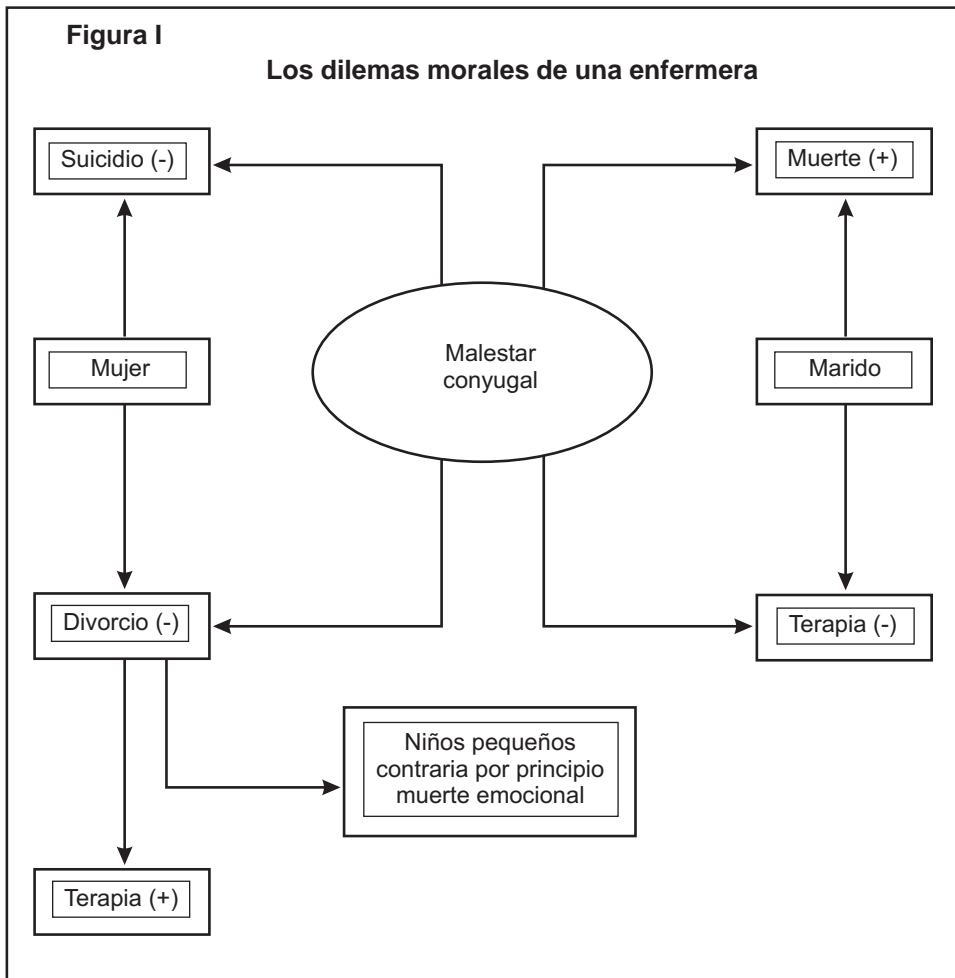 Figura I
Los dilemas morales de una enfermera
Suicidio (-)
Muerte (+)
Mujer
Malestar
conyugal
Marido
Divorcio (-)
Terapia (-)
Niños pequeños
contraria por principio
muerte emocional
Terapia (+)